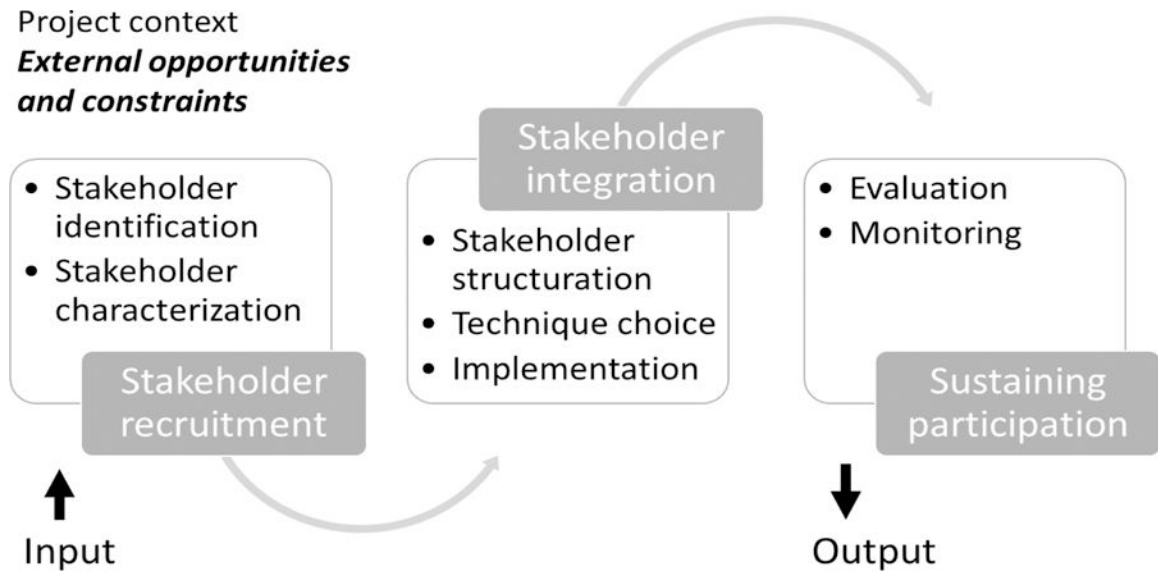 Project context
External opportunities
and constraints
• Stakeholder
identification
• Stakeholder
characterization
Stakeholder
recruitment
Input
Stakeholder
integration
• Stakeholder
structuration
• Technique choice
• Implementation
• Evaluation
• Monitoring
Sustaining
participation
Output